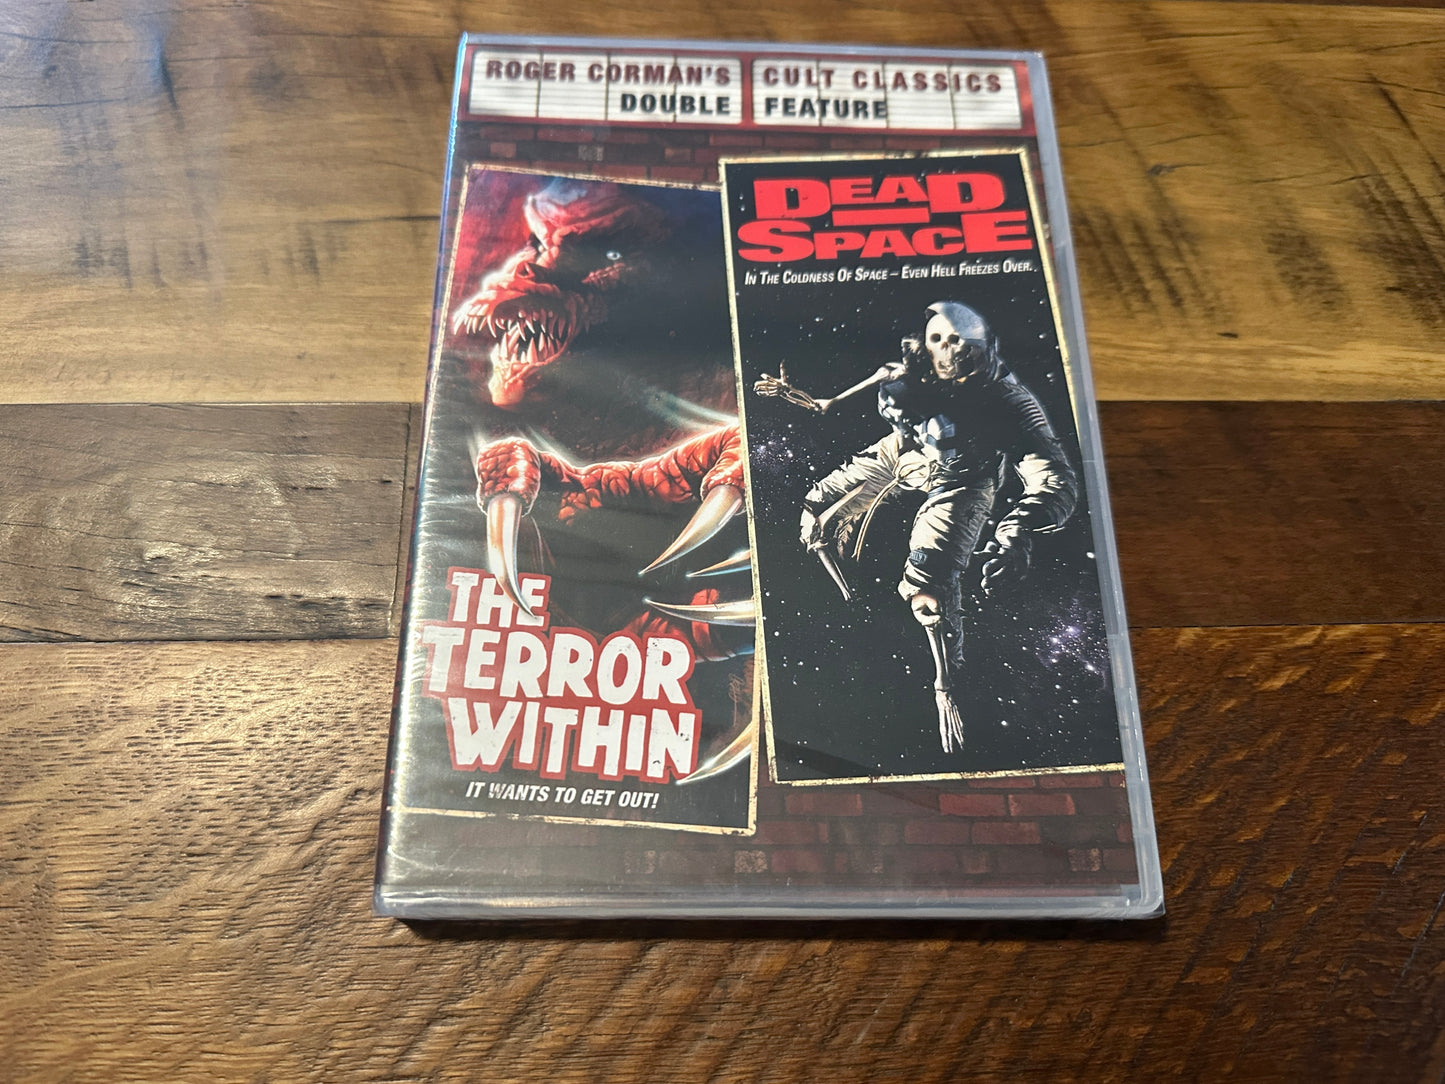 ROGER CORMAN'S CULT CLASSICS
DOUBLE FEATURE
DEAD
SPACE
IN THE COLDNESS OF SPACE – EVEN HELL FREEZES OVER..
THE
TERROR
WITHIN
IT WANTS TO GET OUT!